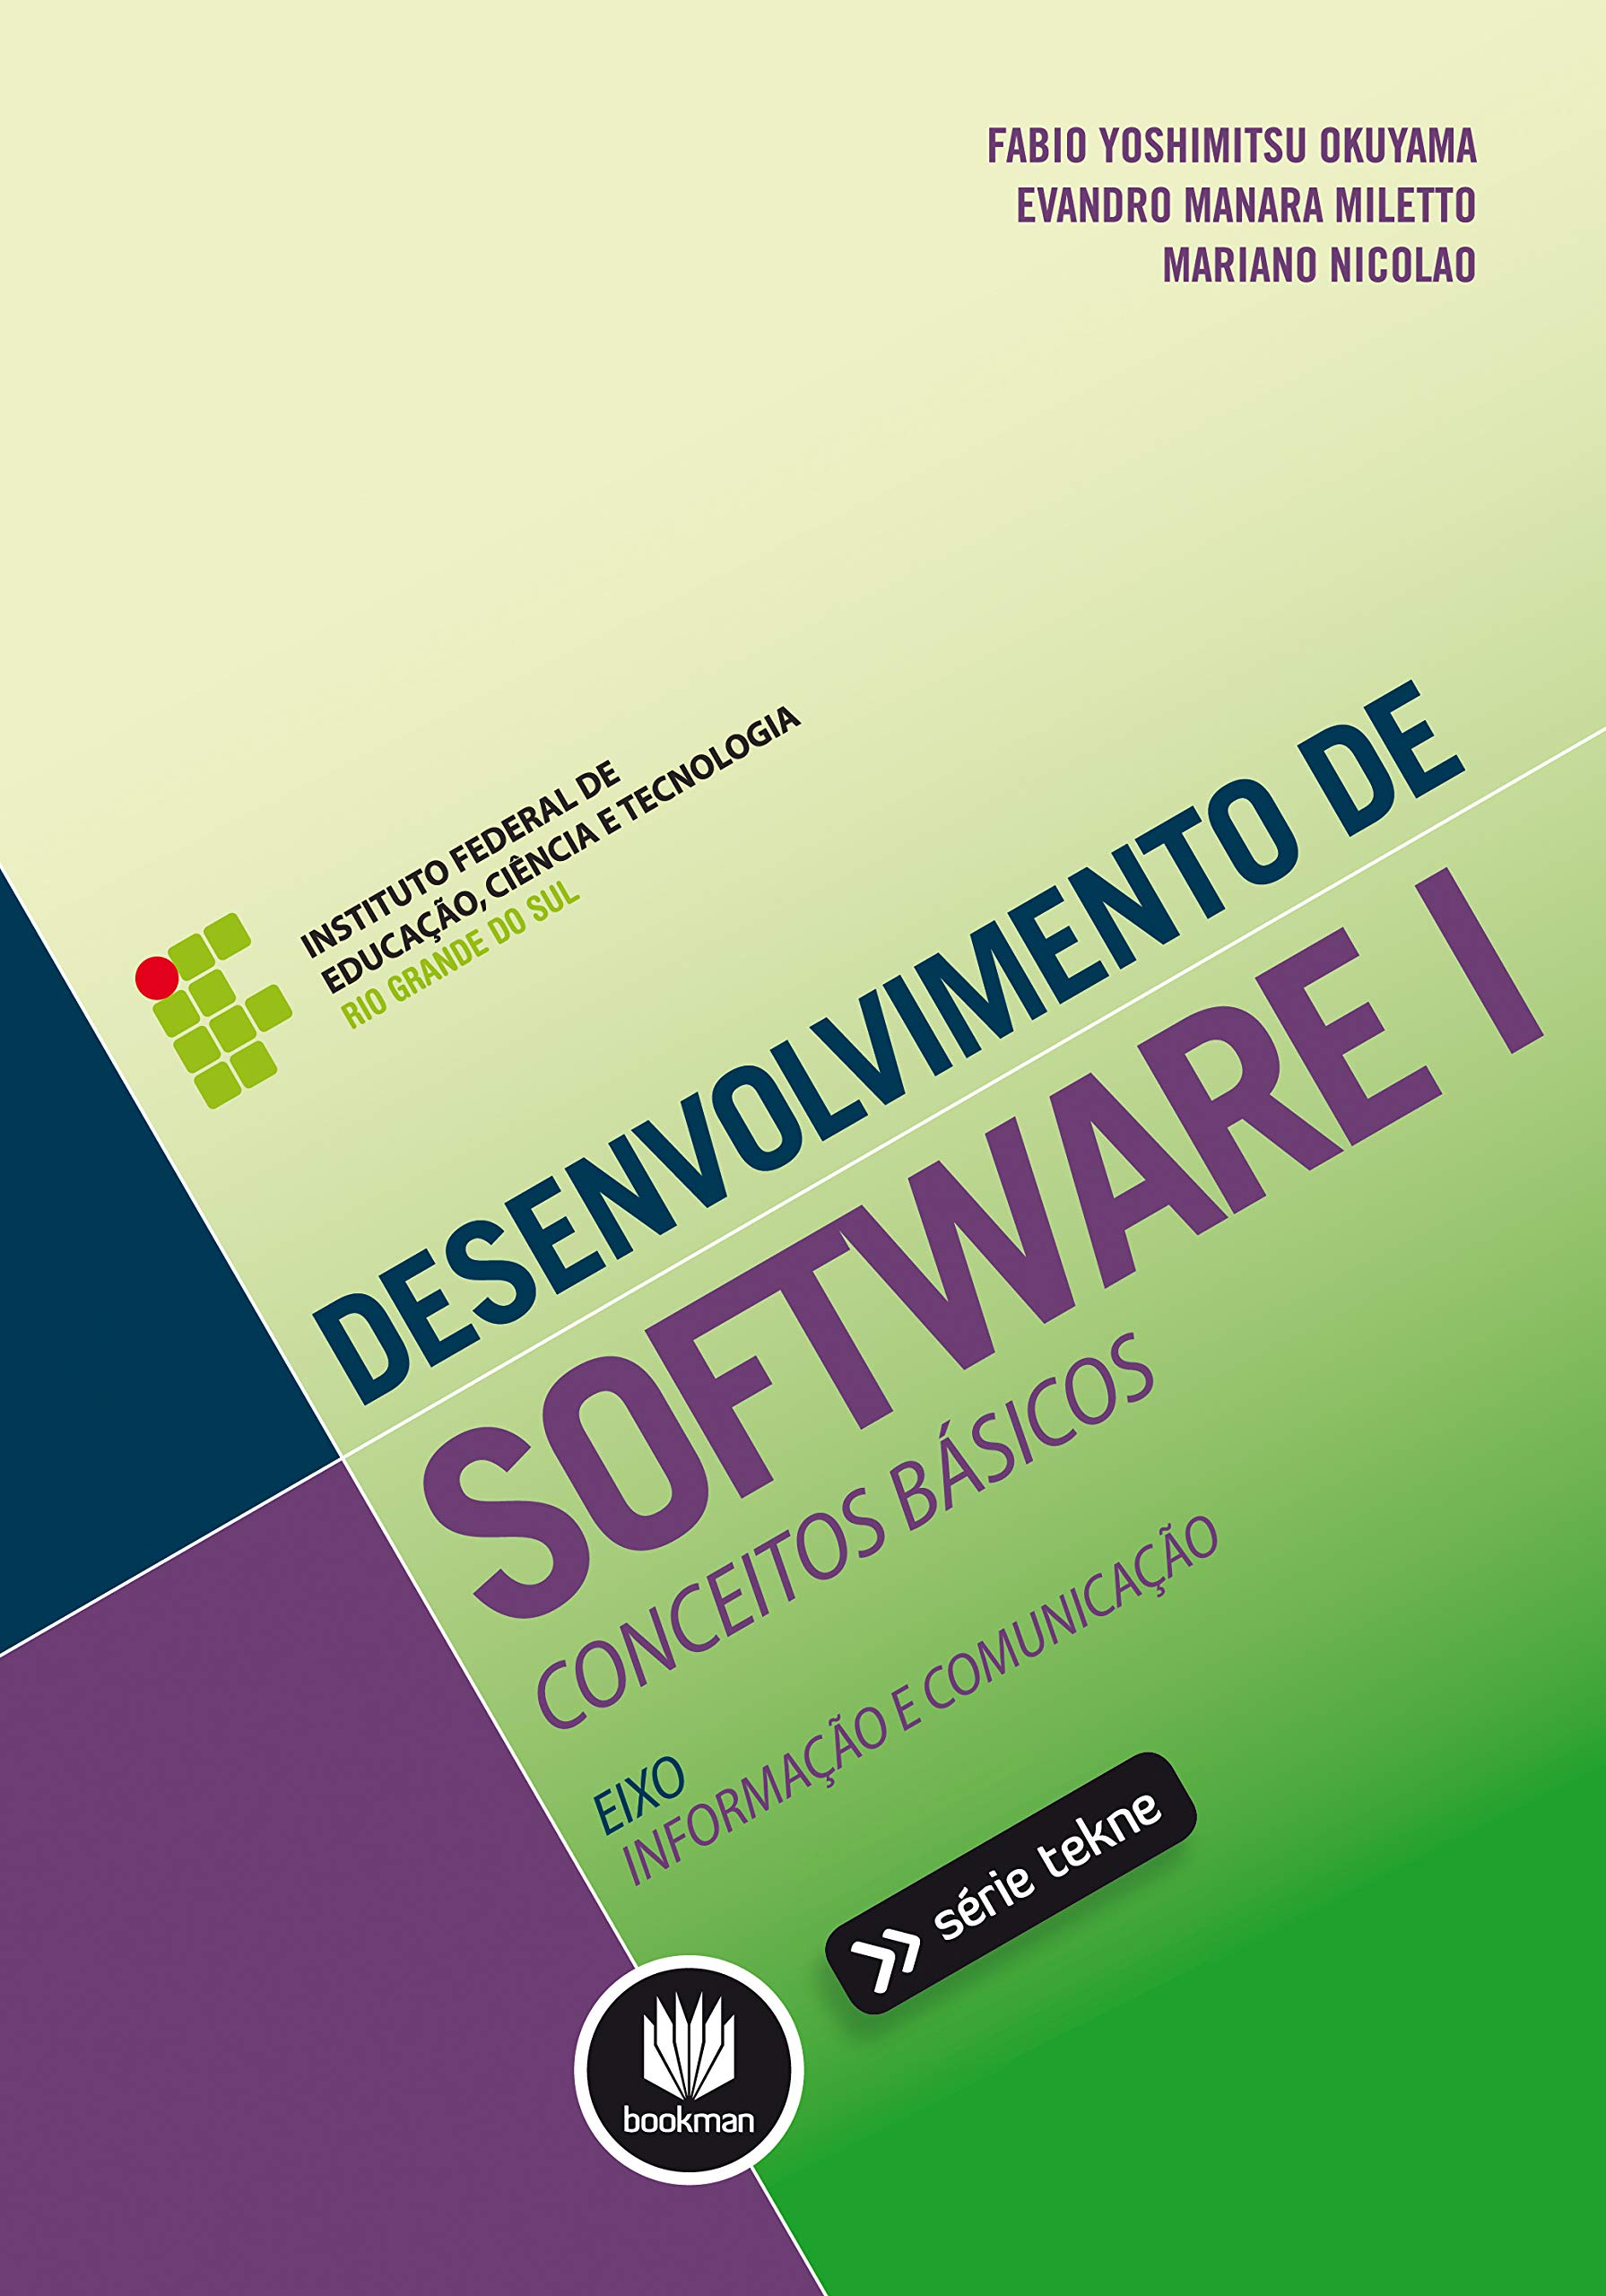 FABIO YOSHIMITSU OKUYAMA
EVANDRO MANARA MILETTO
MARIANO NICOLAO
INSTITUTO FEDERAL DE
EDUCAÇÃO, CIÊNCIA E TECNOLOGIA
RIO GRANDE DO SUL
DESENVOLVIMENTO DE
SOFTWARE I
CONCEITOS BÁSICOS
EIXO
INFORMAÇÃO E COMUNICAÇÃO
série tekne
bookman